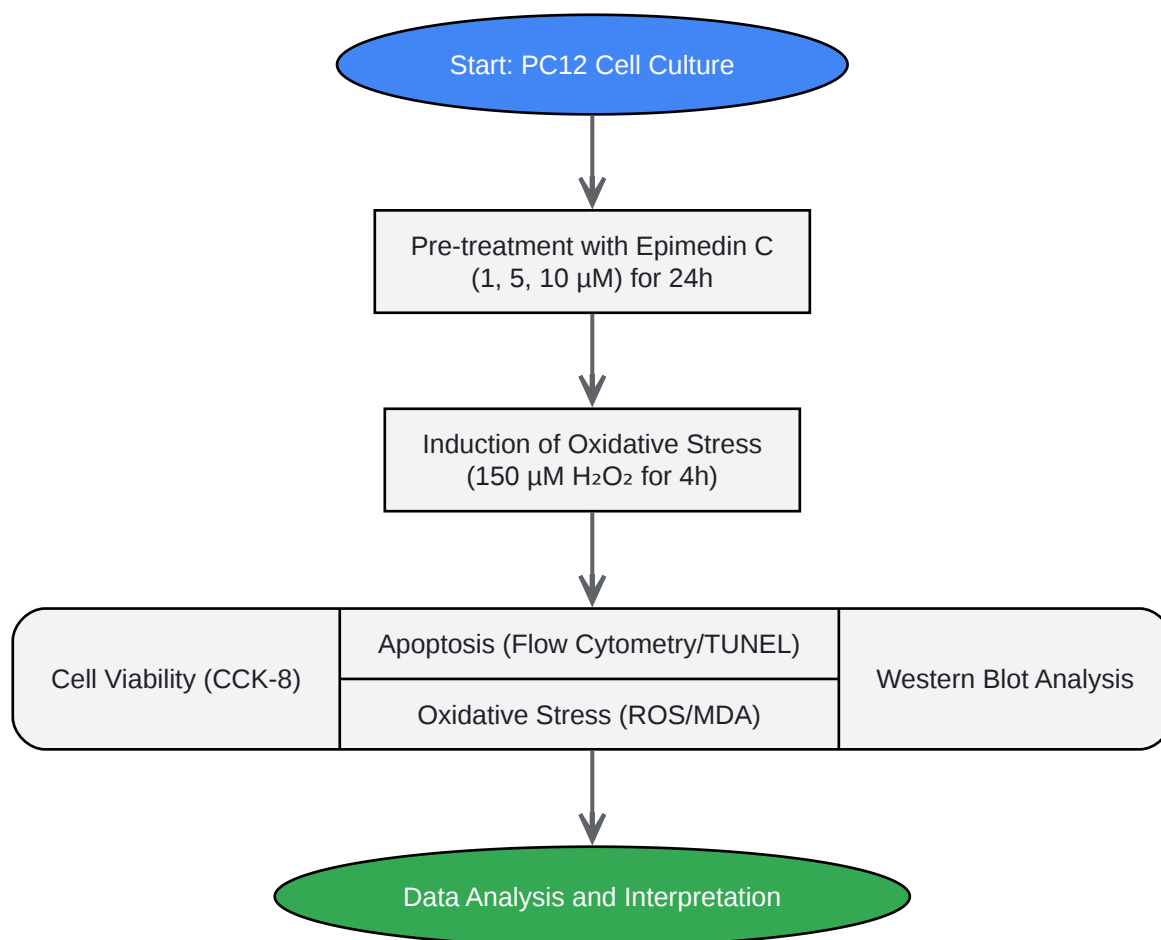 Start: PC12 Cell Culture
Pre-treatment with Epimedin C
(1, 5, 10 µM) for 24h
Induction of Oxidative Stress
(150 µM H₂O₂ for 4h)
Cell Viability (CCK-8)
Apoptosis (Flow Cytometry/TUNEL)
Oxidative Stress (ROS/MDA)
Western Blot Analysis
Data Analysis and Interpretation